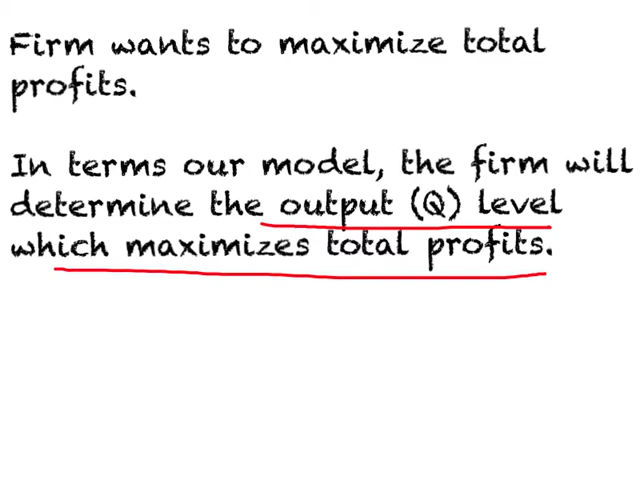 Firm wants to maximize total
profits.
In terms our model, the firm will
determine the output (Q) level
which maximizes total profits.